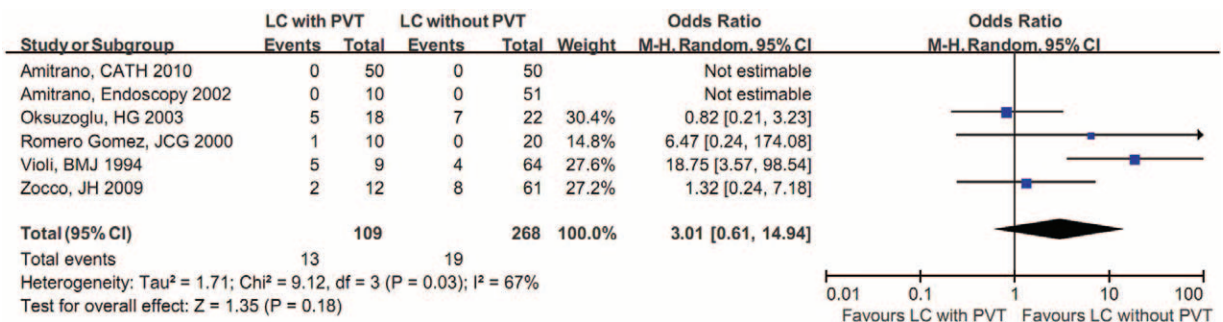 LC with PVT LC without PVT Odds Ratio Odds Ratio
Study or Subgroup Events Total Events Total Weight M-H. Random. 95% CI M-H. Random. 95% CI
Amitrano, CATH 2010 0 50 0 50 Not estimable
Amitrano, Endoscopy 2002 0 10 0 51 Not estimable
Oksuzoglu, HG 2003 5 18 7 22 30.4% 0.82 [0.21, 3.23]
Romero Gomez, JCG 2000 1 10 0 20 14.8% 6.47 [0.24, 174.08]
Violi, BMJ 1994 5 9 4 64 27.6% 18.75 [3.57, 98.54]
Zocco, JH 2009 2 12 8 61 27.2% 1.32 [0.24, 7.18]
Total (95% CI) 109 268 100.0% 3.01 [0.61, 14.94]
Total events 13 19
Heterogeneity: Tau² = 1.71; Chi² = 9.12, df = 3 (P = 0.03); I² = 67%
Test for overall effect: Z = 1.35 (P = 0.18)
0.01 0.1 1 10 100
Favours LC with PVT Favours LC without PVT